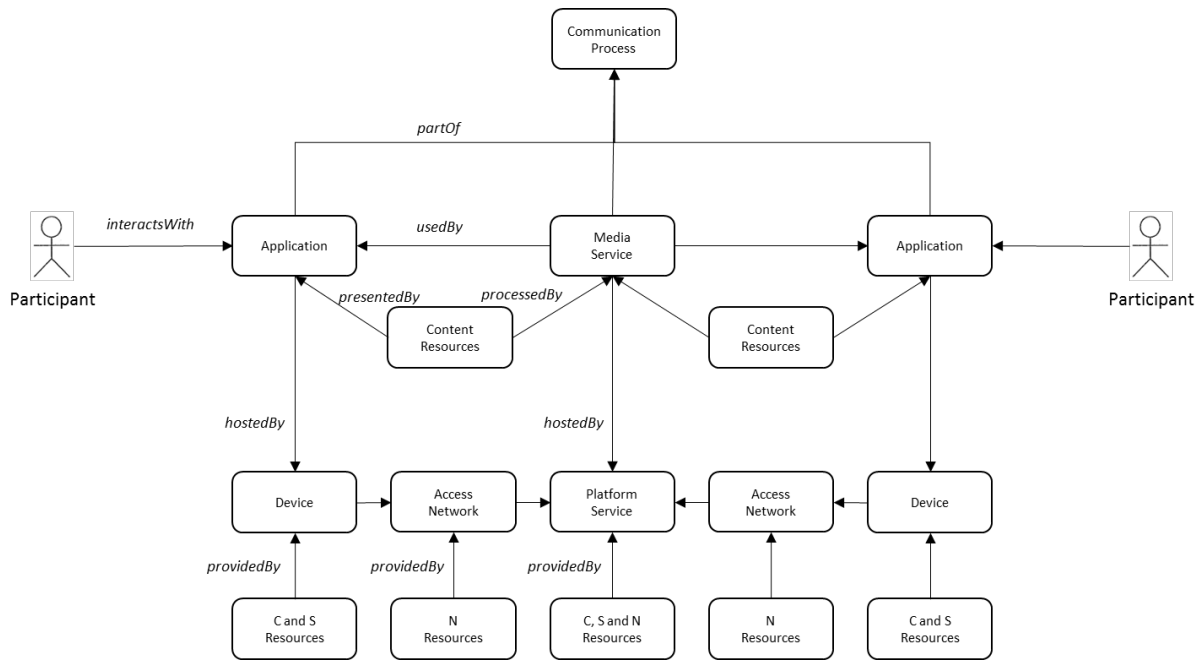 Communication
Process
partOf
interactsWith
Application
usedBy
Media
Service
Application
Participant
Participant
presentedBy
processedBy
Content
Resources
Content
Resources
hostedBy
hostedBy
Device
Access
Network
Platform
Service
Access
Network
Device
providedBy
providedBy
providedBy
C and S
Resources
N
Resources
C, S and N
Resources
N
Resources
C and S
Resources